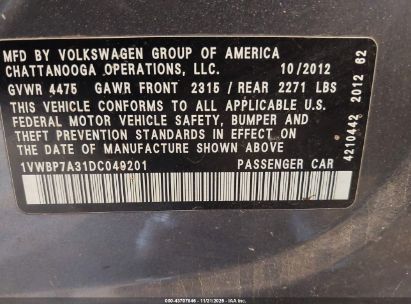 MFD BY VOLKSWAGEN GROUP OF AMERICA
CHATTANOOGA OPERATIONS, LLC. 10/2012
GVWR 4475 GAWR FRONT 2315 / REAR 2271 LBS
THIS VEHICLE CONFORMS TO ALL APPLICABLE U.S.
FEDERAL MOTOR VEHICLE SAFETY, BUMPER AND
THEFT PREVENTION STANDARDS IN EFFECT ON
THE DATE OF MANUFACTURE SHOWN ABOVE
1VWBP7A31DC049201 PASSENGER CAR
4210442 2012 62